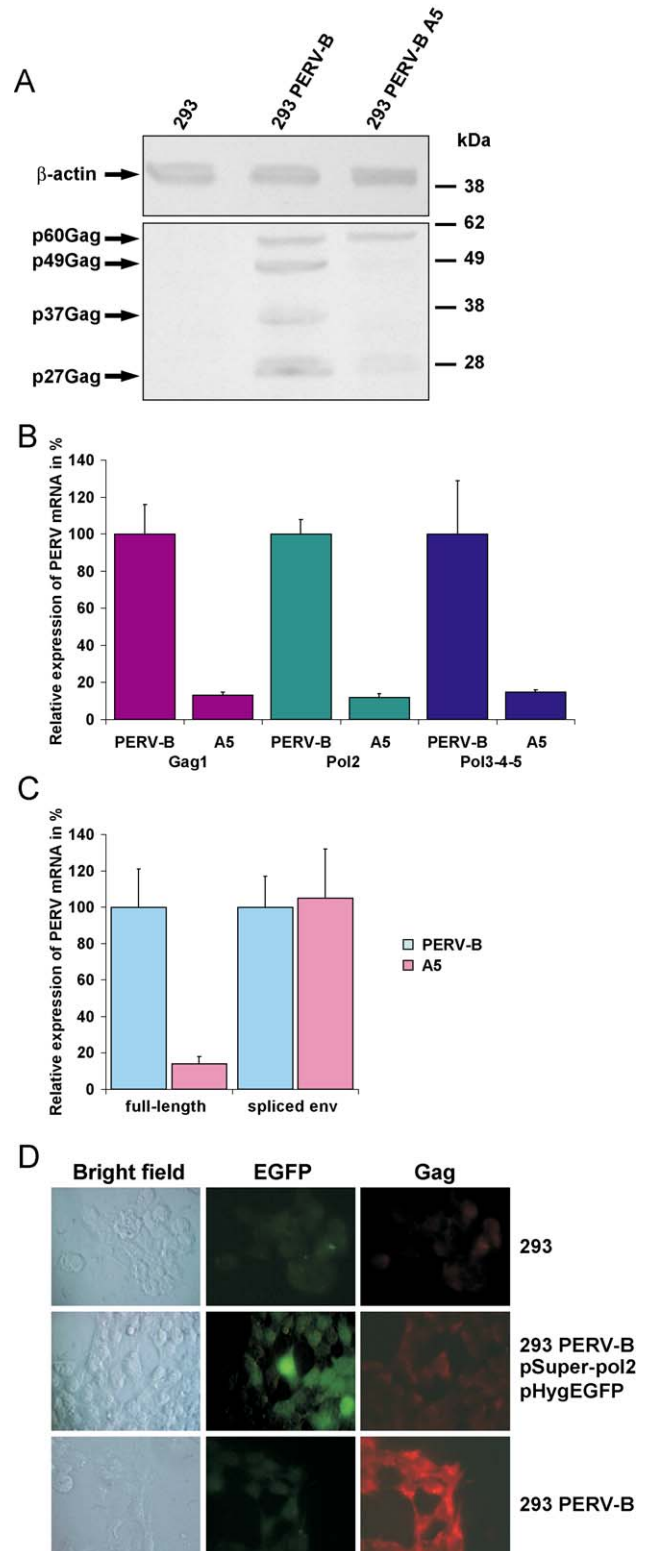 A
293
293 PERV-B
293 PERV-B A5
kDa
β-actin
38
p60Gag
62
p49Gag
49
p37Gag
38
p27Gag
28
B
Relative expression of PERV mRNA in %
140
120
100
80
60
40
20
0
PERV-B A5 PERV-B A5 PERV-B A5
Gag1 Pol2 Pol3-4-5
C
Relative expression of PERV mRNA in %
140
120
100
80
60
40
20
0
full-length spliced env
PERV-B
A5
D
Bright field EGFP Gag
293
293 PERV-B
pSuper-pol2
pHygEGFP
293 PERV-B